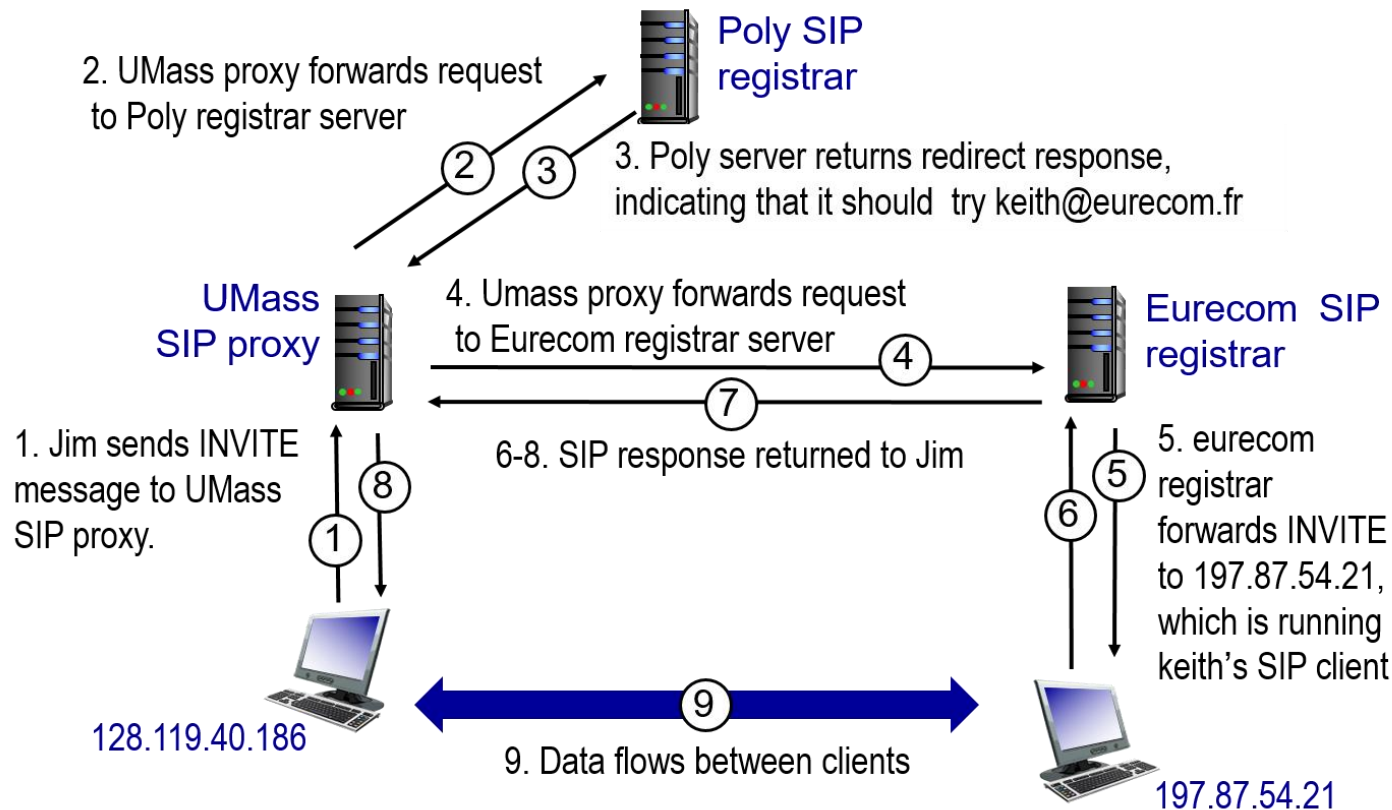 Poly SIP
registrar
2. UMass proxy forwards request
to Poly registrar server
2
3
3. Poly server returns redirect response,
indicating that it should try keith@eurecom.fr
UMass
SIP proxy
4. Umass proxy forwards request
to Eurecom registrar server
4
Eurecom SIP
registrar
7
6-8. SIP response returned to Jim
1. Jim sends INVITE
message to UMass
SIP proxy.
8
1
5. eurecom
registrar
forwards INVITE
to 197.87.54.21,
which is running
keith’s SIP client
5
6
9
9. Data flows between clients
128.119.40.186
197.87.54.21